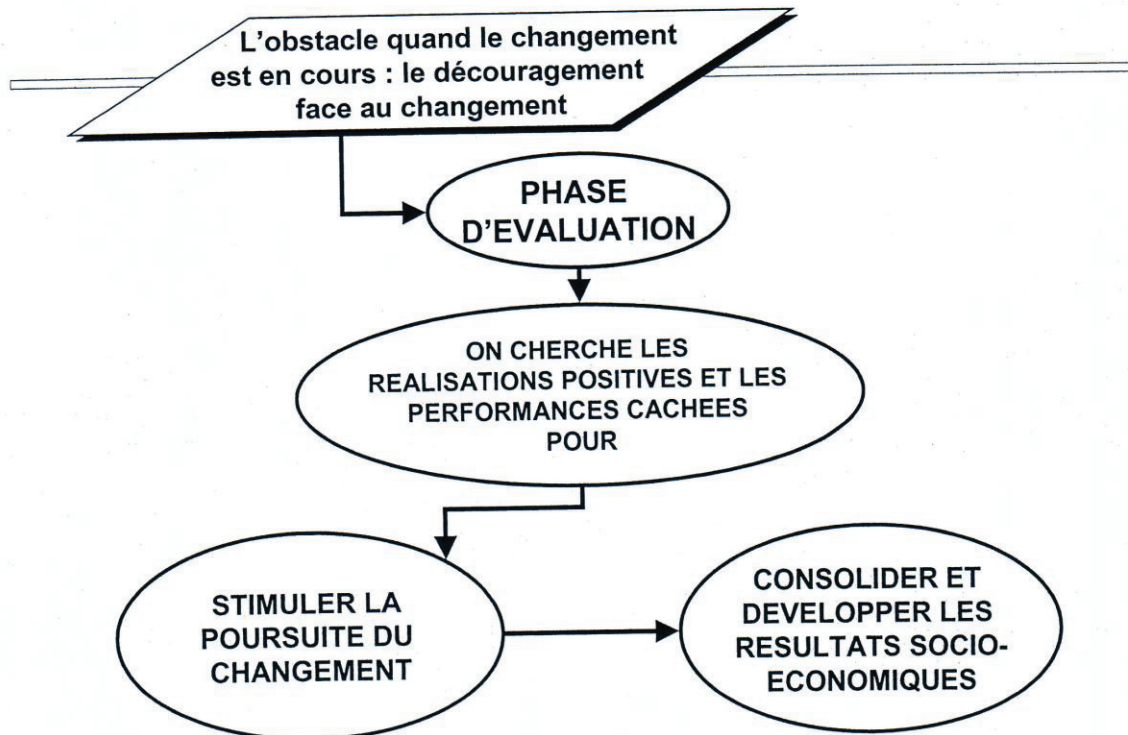 L'obstacle quand le changement
est en cours : le découragement
face au changement
PHASE
D'EVALUATION
ON CHERCHE LES
REALISATIONS POSITIVES ET LES
PERFORMANCES CACHEES
POUR
STIMULER LA
POURSUITE DU
CHANGEMENT
CONSOLIDER ET
DEVELOPPER LES
RESULTATS SOCIO-
ECONOMIQUES